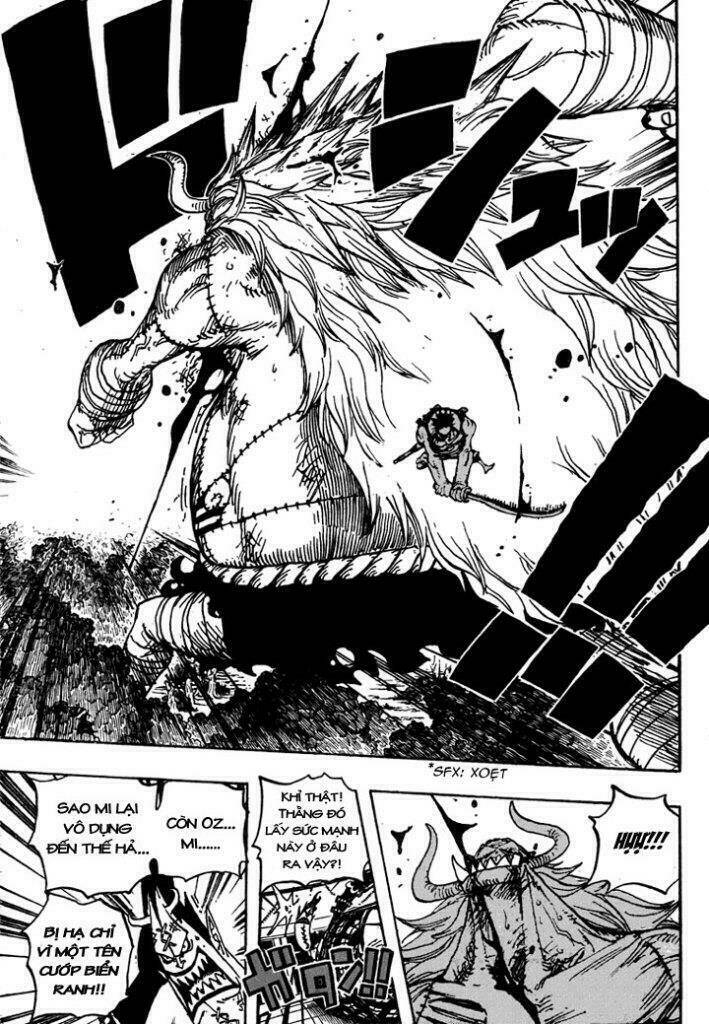 ドシュッ!!!
*SFX: XOẸT
HỰỰ!!!
KHỈ THẬT!
THẰNG ĐÓ
LẤY SỨC MẠNH
NÀY Ở ĐÂU
RA VẬY?!
ガタン!!
CÒN OZ...
MI......
SAO MI LẠI
VÔ DỤNG
ĐẾN THẾ HẢ...
BỊ HẠ CHỈ
VÌ MỘT TÊN
CƯỚP BIỂN
RANH!!